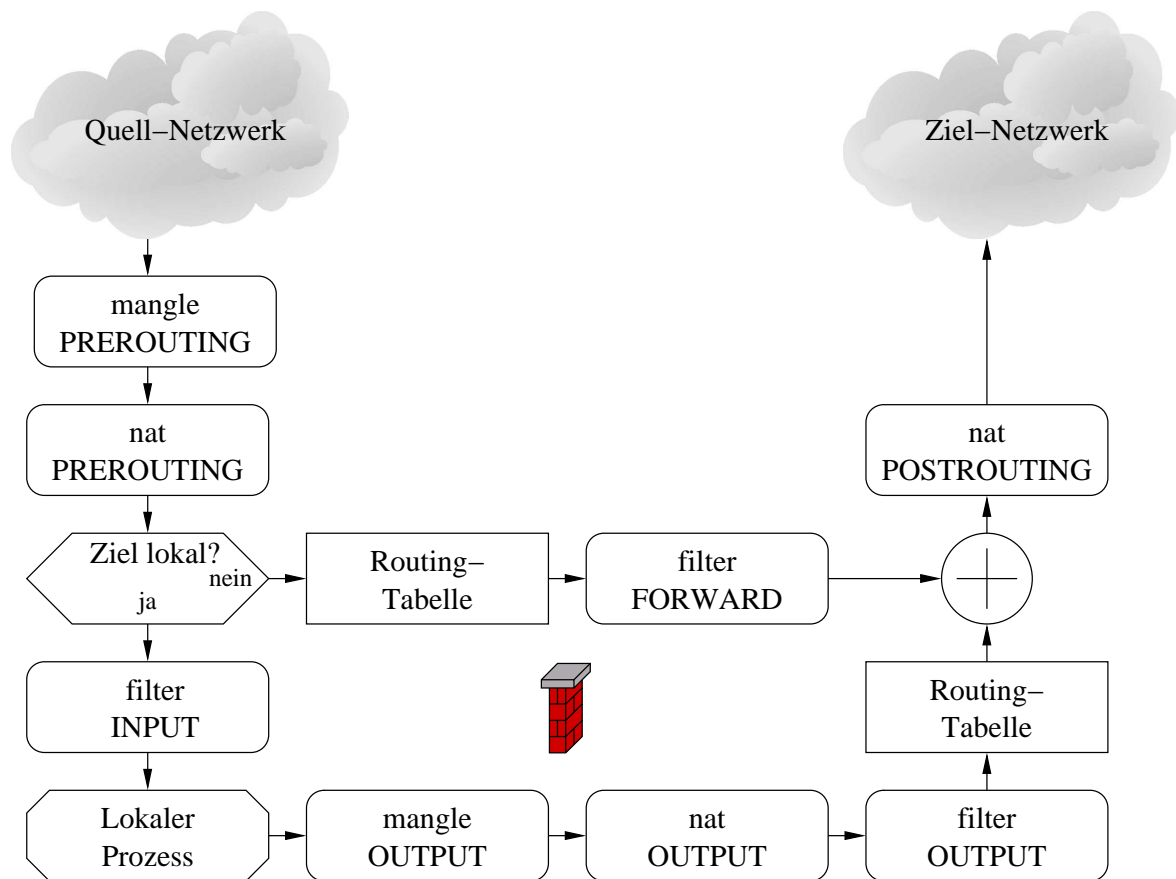 Quell–Netzwerk
Ziel–Netzwerk
mangle
PREROUTING
nat
PREROUTING
nat
POSTROUTING
Ziel lokal?
nein
ja
Routing–
Tabelle
filter
FORWARD
filter
INPUT
Routing–
Tabelle
Lokaler
Prozess
mangle
OUTPUT
nat
OUTPUT
filter
OUTPUT